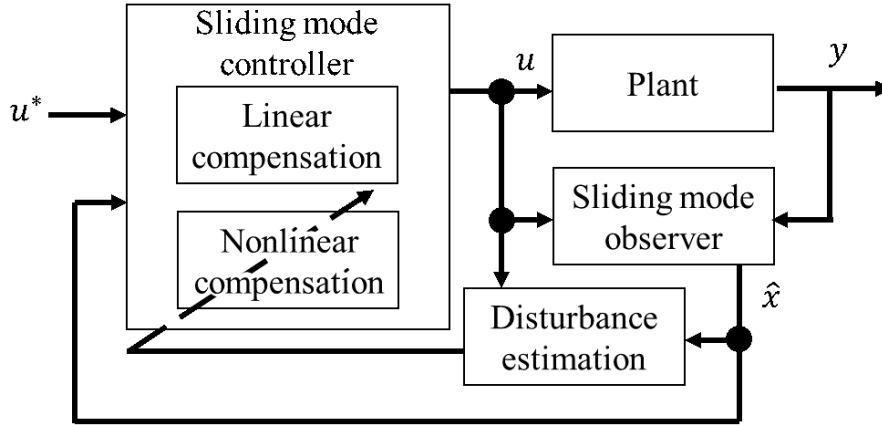 Sliding mode
controller
u*
Linear
compensation
Nonlinear
compensation
u
Plant
y
Sliding mode
observer
x̂
Disturbance
estimation